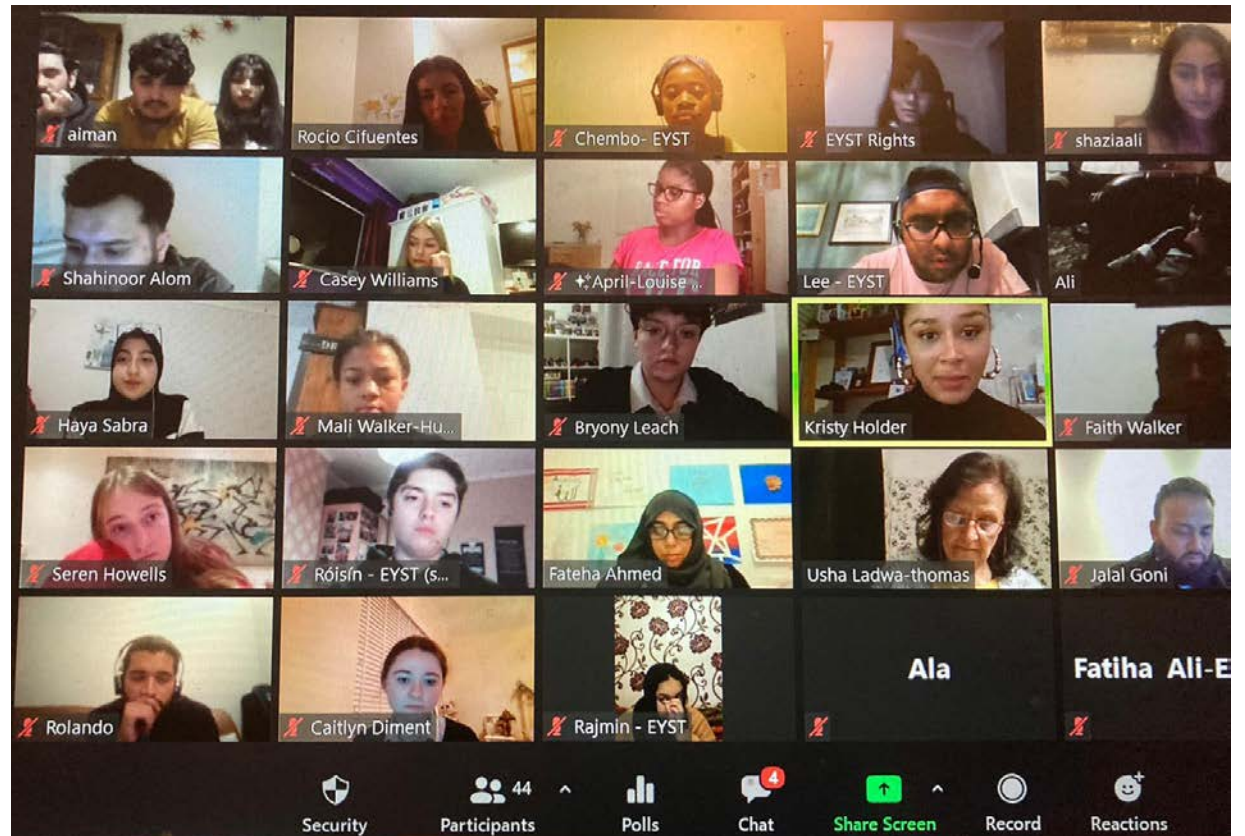 aiman
Rocio Cifuentes
Chembo- EYST
EYST Rights
shaziaali
Shahinoor Alom
Casey Williams
April-Louise ..
Lee - EYST
Ali
Haya Sabra
Mali Walker-Hu...
Bryony Leach
Kristy Holder
Faith Walker
Seren Howells
Róisín - EYST (s...
Fateha Ahmed
Usha Ladwa-thomas
Jalal Goni
Rolando
Caitlyn Diment
Rajmin - EYST
Ala
Fatiha Ali-E
Security
44
Participants
Polls
4
Chat
Share Screen
Record
Reactions